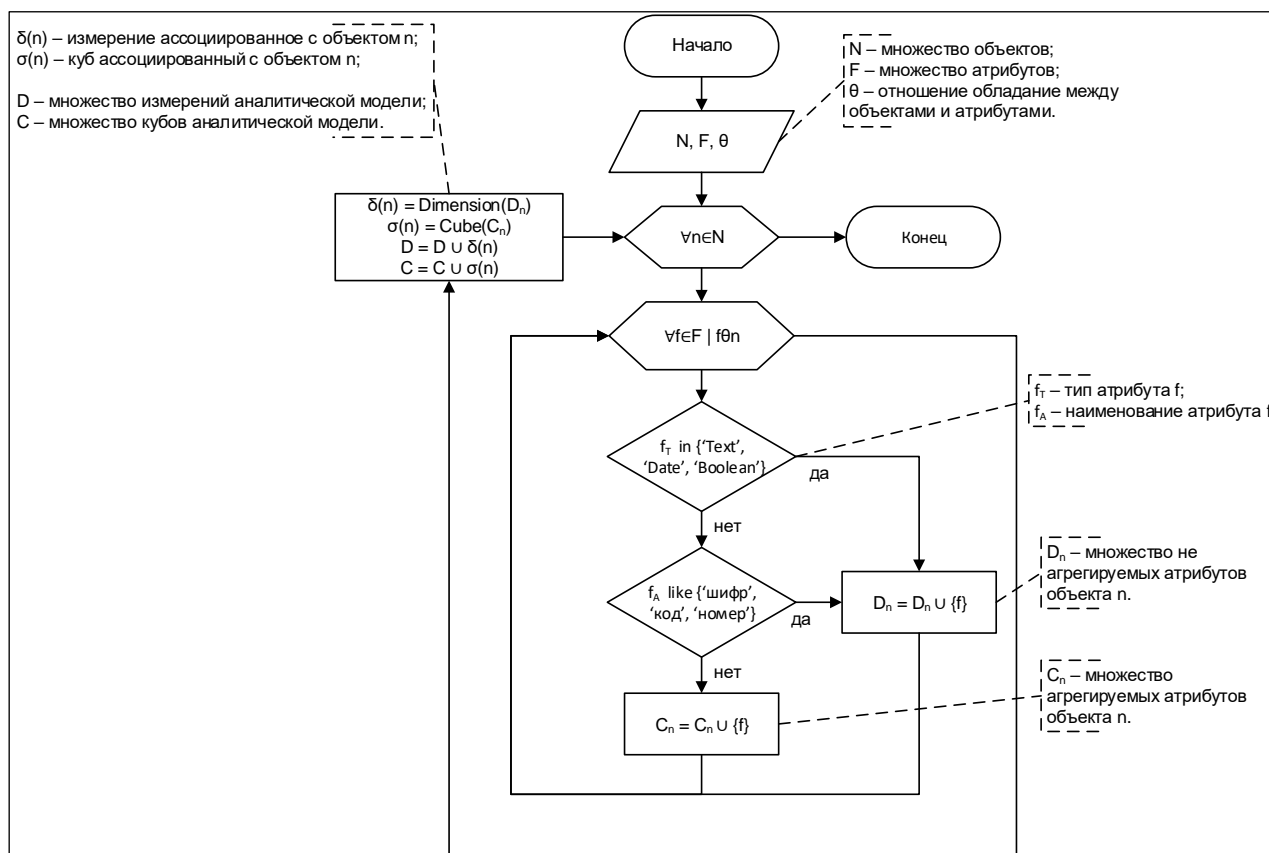 δ(n) – измерение ассоциированное с объектом n;
σ(n) – куб ассоциированный с объектом n;
D – множество измерений аналитической модели;
C – множество кубов аналитической модели.
Начало
N – множество объектов;
F – множество атрибутов;
θ – отношение обладание между
объектами и атрибутами.
N, F, θ
δ(n) = Dimension(Dₙ)
σ(n) = Cube(Cₙ)
D = D ∪ δ(n)
C = C ∪ σ(n)
∀n∈N
Конец
∀f∈F | fθn
f_T – тип атрибута f;
f_A – наименование атрибута f
f_T in {‘Text’,
‘Date’, ‘Boolean’}
да
нет
Dₙ – множество не
агрегируемых атрибутов
объекта n.
f_A like {‘шифр’,
‘код’, ‘номер’}
да
Dₙ = Dₙ ∪ {f}
нет
Cₙ – множество
агрегируемых атрибутов
объекта n.
Cₙ = Cₙ ∪ {f}